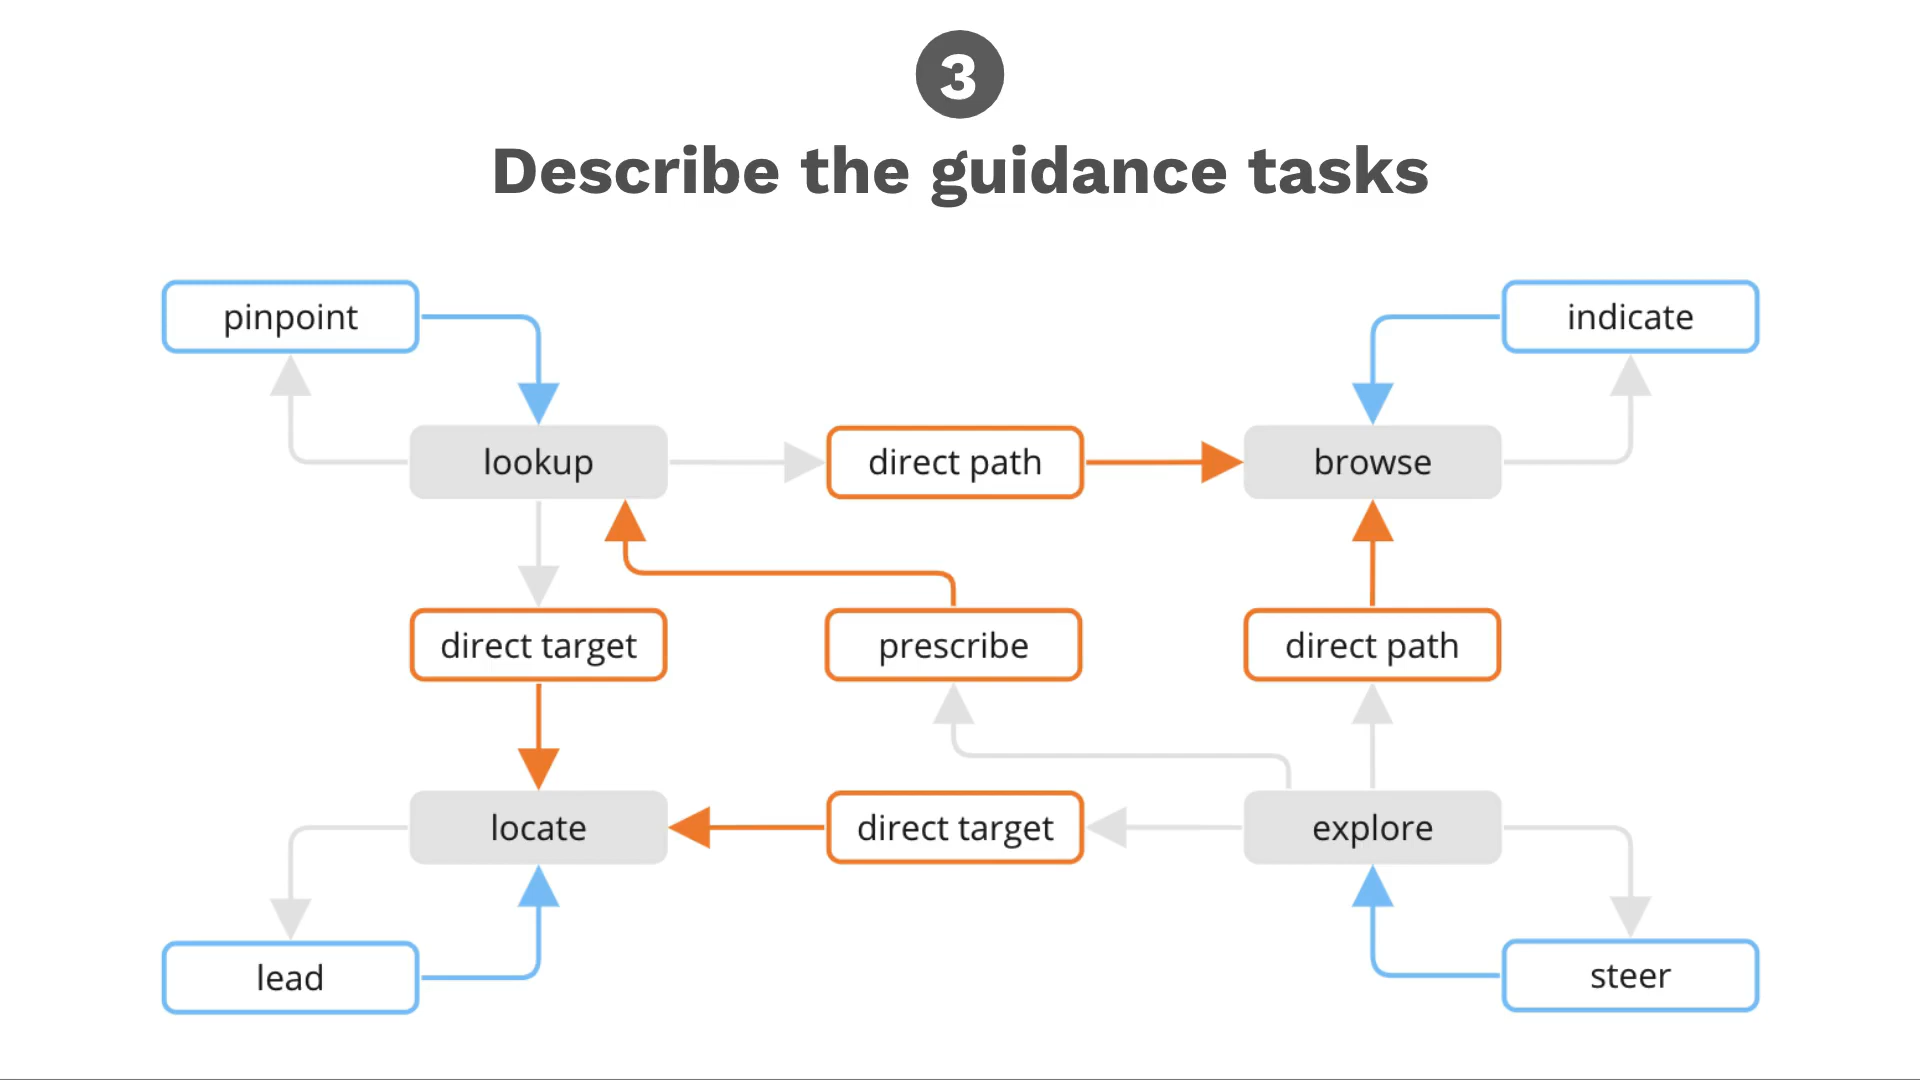 3
Describe the guidance tasks
pinpoint
indicate
lookup
direct path
browse
direct target
prescribe
direct path
locate
direct target
explore
lead
steer